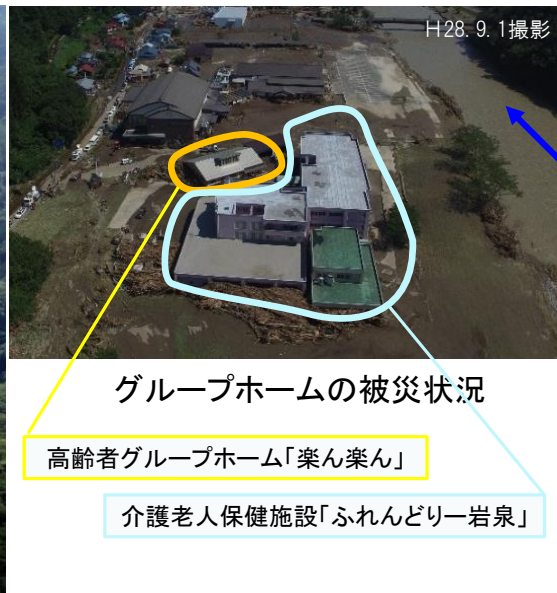 H28.9.1撮影
グループホームの被災状況
高齢者グループホーム「楽ん楽ん」
介護老人保健施設「ふれんどりー岩泉」